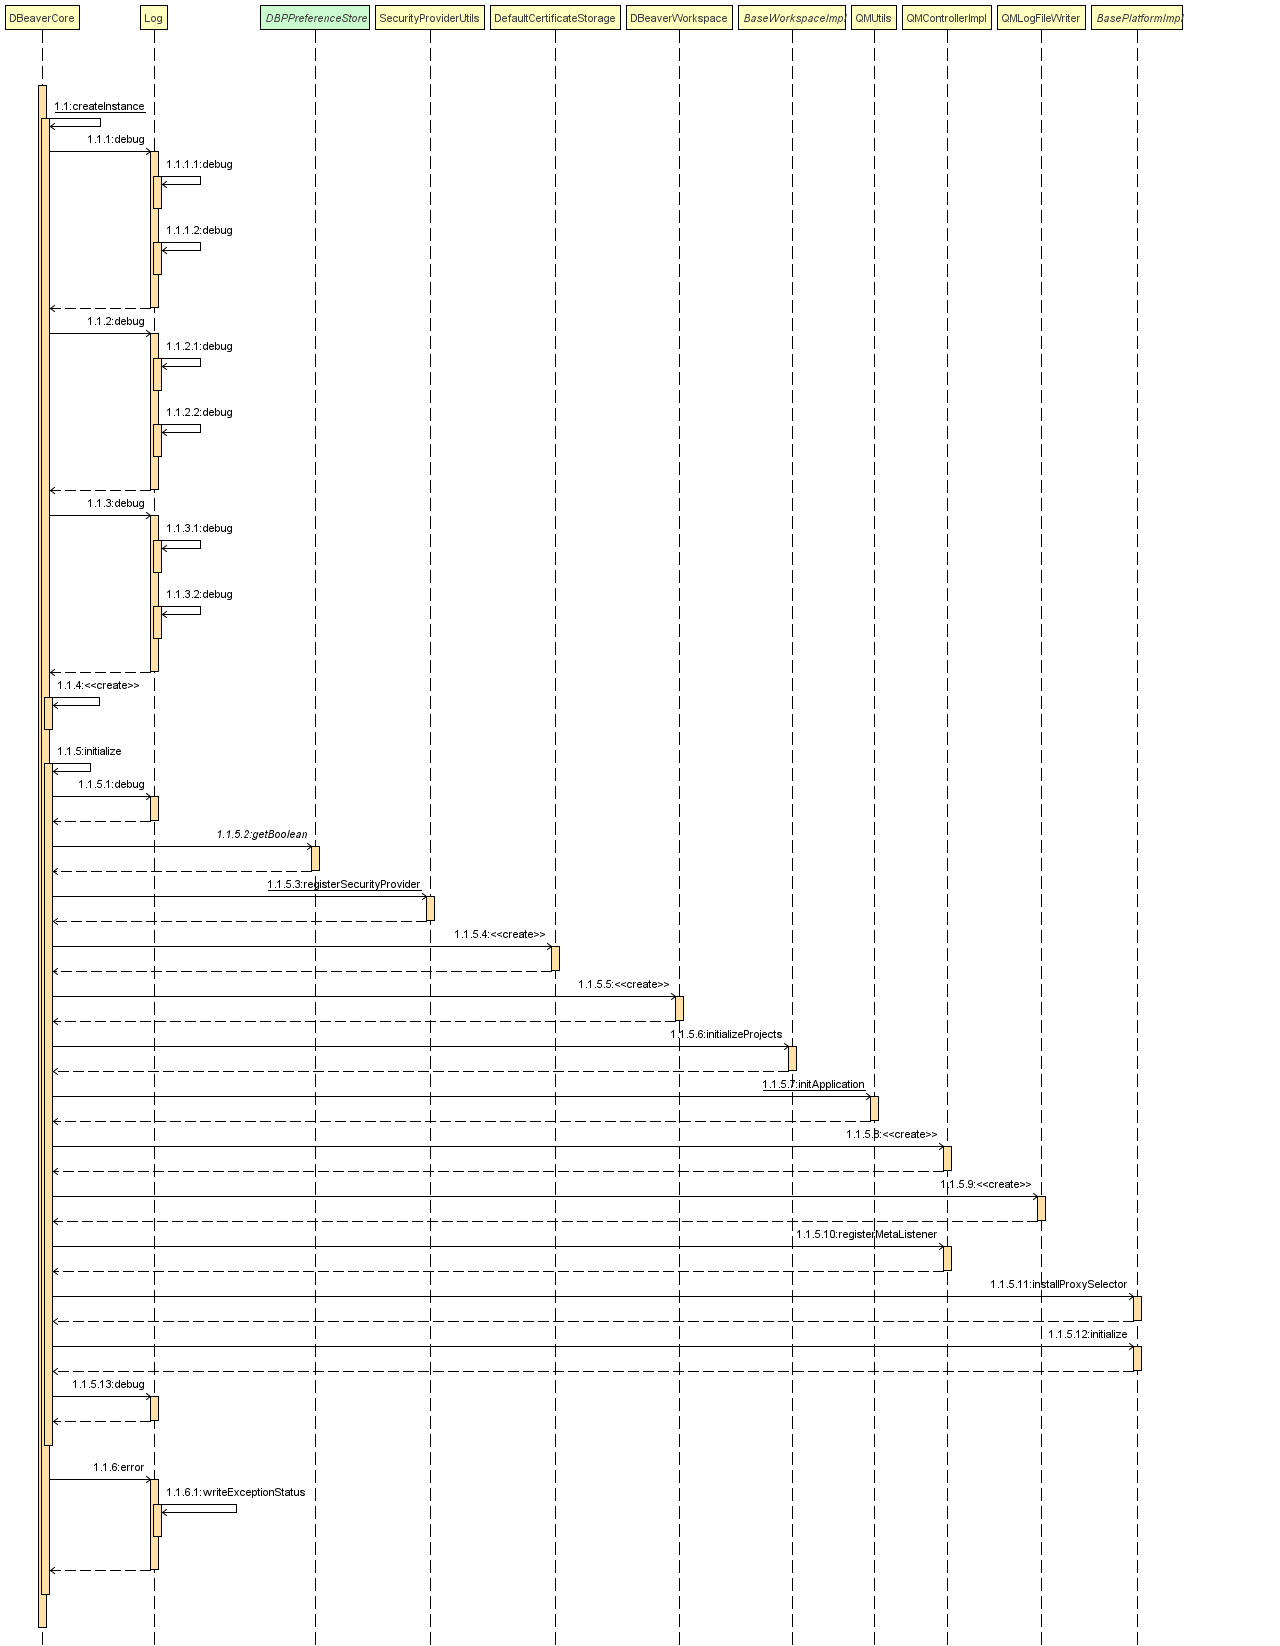 DBeaverCore Log DBPPreferenceStore SecurityProviderUtils DefaultCertificateStorage DBeaverWorkspace BaseWorkspaceImpl QMUtils QMControllerImpl QMLogFileWriter BasePlatformImpl
1.1:createInstance
1.1.1:debug
1.1.1.1:debug
1.1.1.2:debug
1.1.2:debug
1.1.2.1:debug
1.1.2.2:debug
1.1.3:debug
1.1.3.1:debug
1.1.3.2:debug
1.1.4:<<create>>
1.1.5:initialize
1.1.5.1:debug
1.1.5.2:getBoolean
1.1.5.3:registerSecurityProvider
1.1.5.4:<<create>>
1.1.5.5:<<create>>
1.1.5.6:initializeProjects
1.1.5.7:initApplication
1.1.5.8:<<create>>
1.1.5.9:<<create>>
1.1.5.10:registerMetaListener
1.1.5.11:installProxySelector
1.1.5.12:initialize
1.1.5.13:debug
1.1.6:error
1.1.6.1:writeExceptionStatus